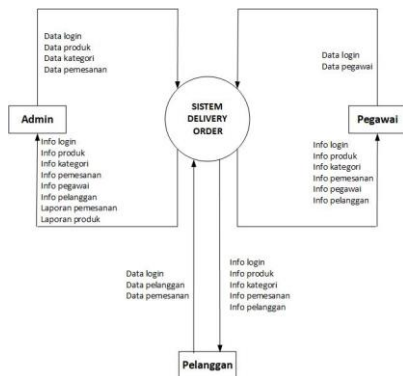 Data login
Data produk
Data kategori
Data pemesanan
Data login
Data pegawai
SISTEM
DELIVERY
ORDER
Admin
Pegawai
Info login
Info produk
Info kategori
Info pemesanan
Info pegawai
Info pelanggan
Laporan pemesanan
Laporan produk
Info login
Info produk
Info kategori
Info pemesanan
Info pegawai
Info pelanggan
Data login
Data pelanggan
Data pemesanan
Info login
Info produk
Info kategori
Info pemesanan
Info pelanggan
Pelanggan